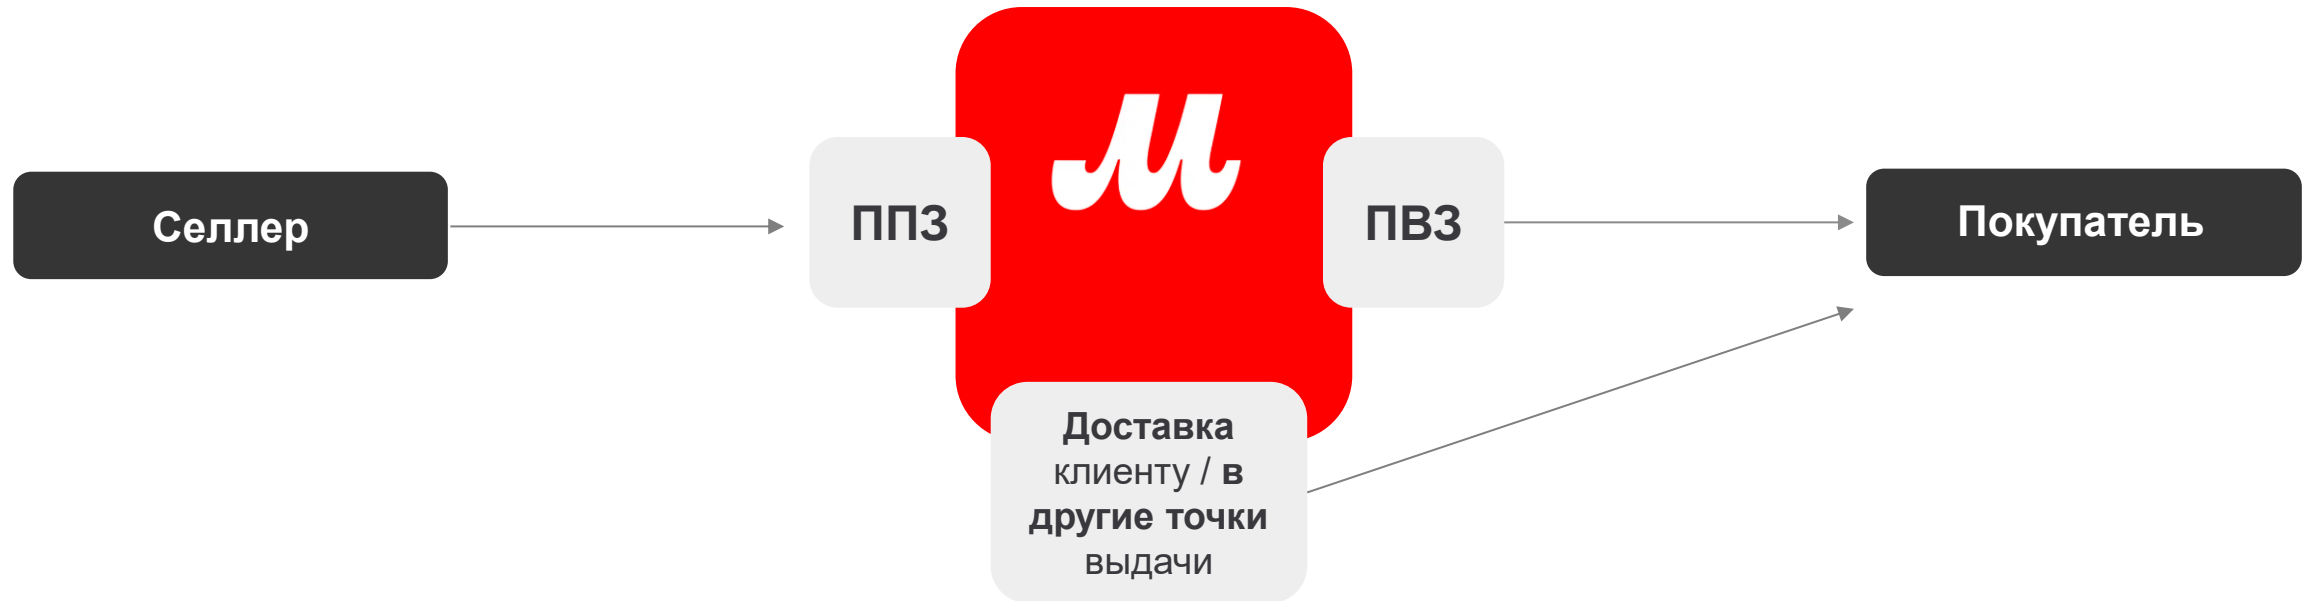 м
Селлер
ППЗ
ПВЗ
Покупатель
Доставка
клиенту / в
другие точки
выдачи